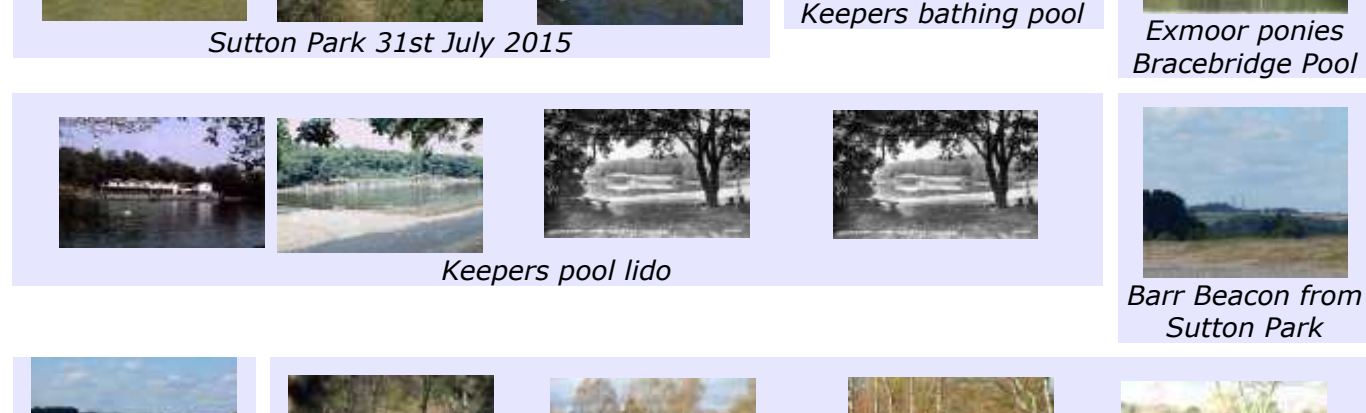 Keepers bathing pool
Sutton Park 31st July 2015
Exmoor ponies
Bracebridge Pool
Keepers pool lido
Barr Beacon from
Sutton Park